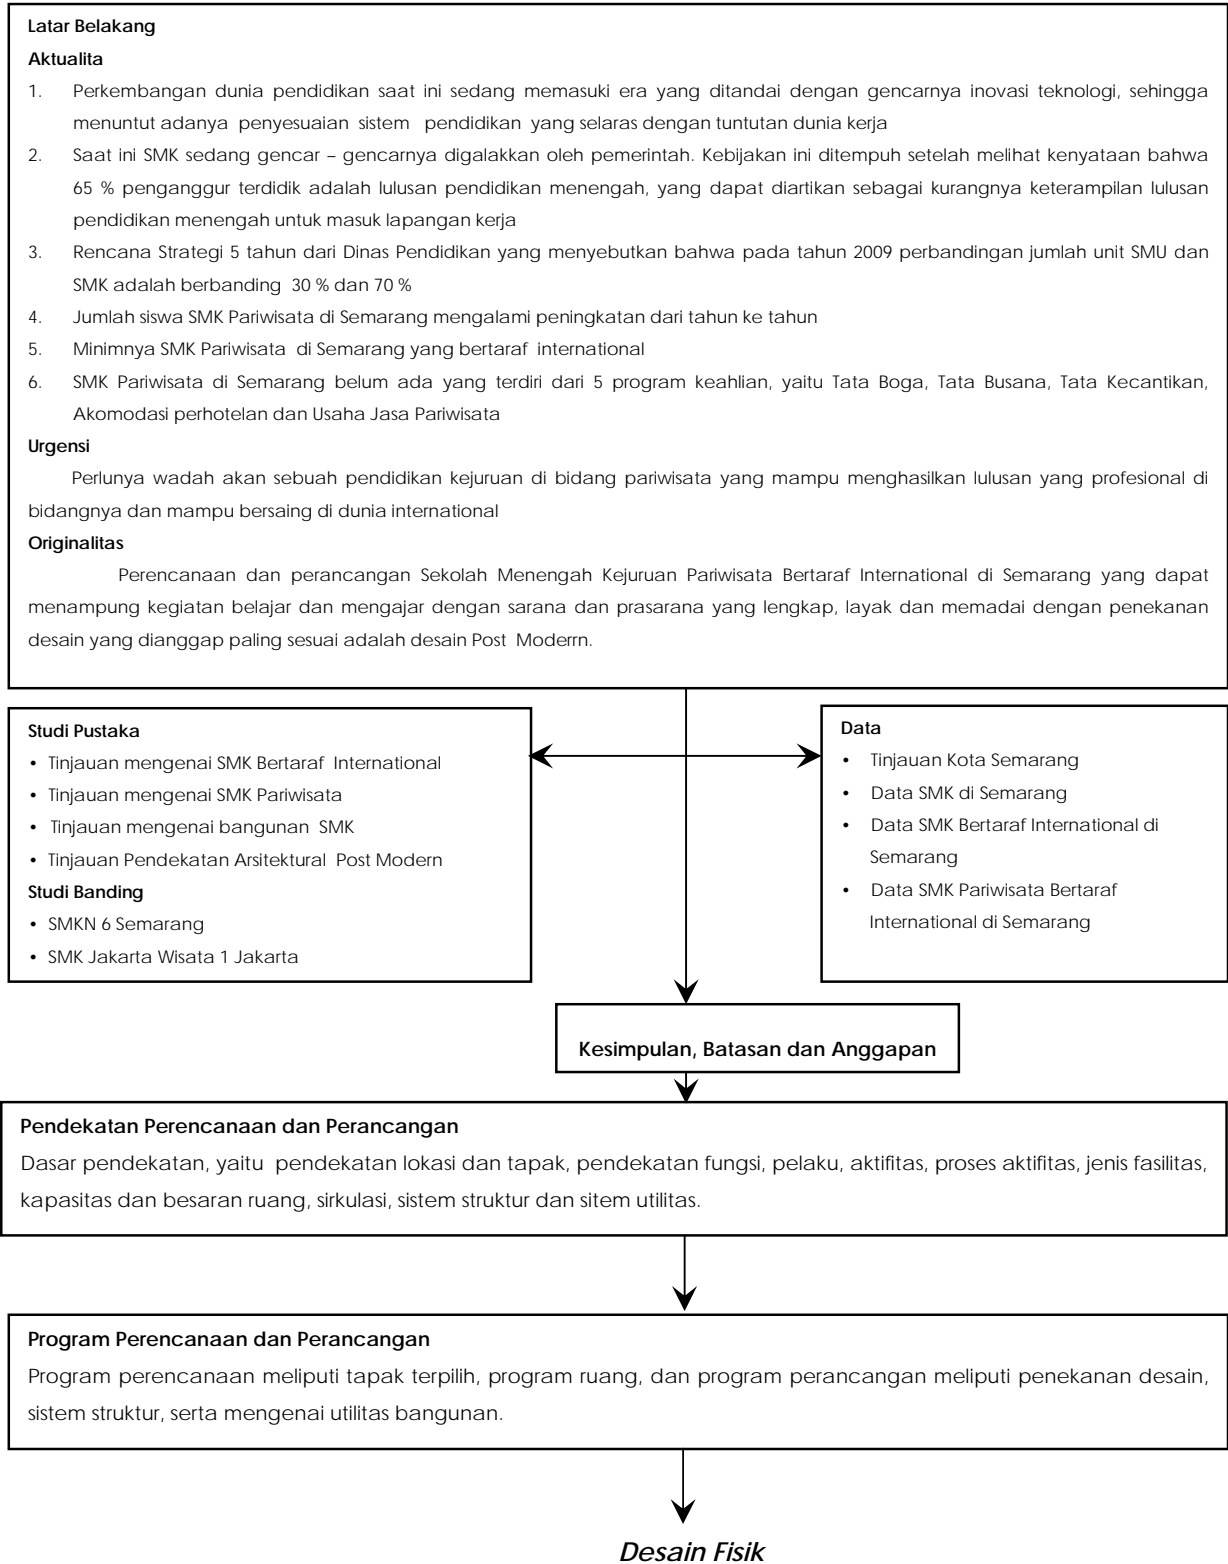 Latar Belakang
Aktualita
1. Perkembangan dunia pendidikan saat ini sedang memasuki era yang ditandai dengan gencarnya inovasi teknologi, sehingga
menuntut adanya penyesuaian sistem pendidikan yang selaras dengan tuntutan dunia kerja
2. Saat ini SMK sedang gencar – gencarnya digalakkan oleh pemerintah. Kebijakan ini ditempuh setelah melihat kenyataan bahwa
65 % penganggur terdidik adalah lulusan pendidikan menengah, yang dapat diartikan sebagai kurangnya keterampilan lulusan
pendidikan menengah untuk masuk lapangan kerja
3. Rencana Strategi 5 tahun dari Dinas Pendidikan yang menyebutkan bahwa pada tahun 2009 perbandingan jumlah unit SMU dan
SMK adalah berbanding 30 % dan 70 %
4. Jumlah siswa SMK Pariwisata di Semarang mengalami peningkatan dari tahun ke tahun
5. Minimnya SMK Pariwisata di Semarang yang bertaraf international
6. SMK Pariwisata di Semarang belum ada yang terdiri dari 5 program keahlian, yaitu Tata Boga, Tata Busana, Tata Kecantikan,
Akomodasi perhotelan dan Usaha Jasa Pariwisata
Urgensi
Perlunya wadah akan sebuah pendidikan kejuruan di bidang pariwisata yang mampu menghasilkan lulusan yang profesional di
bidangnya dan mampu bersaing di dunia international
Originalitas
Perencanaan dan perancangan Sekolah Menengah Kejuruan Pariwisata Bertaraf International di Semarang yang dapat
menampung kegiatan belajar dan mengajar dengan sarana dan prasarana yang lengkap, layak dan memadai dengan penekanan
desain yang dianggap paling sesuai adalah desain Post Moderrn.
Studi Pustaka
• Tinjauan mengenai SMK Bertaraf International
• Tinjauan mengenai SMK Pariwisata
• Tinjauan mengenai bangunan SMK
• Tinjauan Pendekatan Arsitektural Post Modern
Studi Banding
• SMKN 6 Semarang
• SMK Jakarta Wisata 1 Jakarta
Data
• Tinjauan Kota Semarang
• Data SMK di Semarang
• Data SMK Bertaraf International di
Semarang
• Data SMK Pariwisata Bertaraf
International di Semarang
Kesimpulan, Batasan dan Anggapan
Pendekatan Perencanaan dan Perancangan
Dasar pendekatan, yaitu pendekatan lokasi dan tapak, pendekatan fungsi, pelaku, aktifitas, proses aktifitas, jenis fasilitas,
kapasitas dan besaran ruang, sirkulasi, sistem struktur dan sitem utilitas.
Program Perencanaan dan Perancangan
Program perencanaan meliputi tapak terpilih, program ruang, dan program perancangan meliputi penekanan desain,
sistem struktur, serta mengenai utilitas bangunan.
Desain Fisik